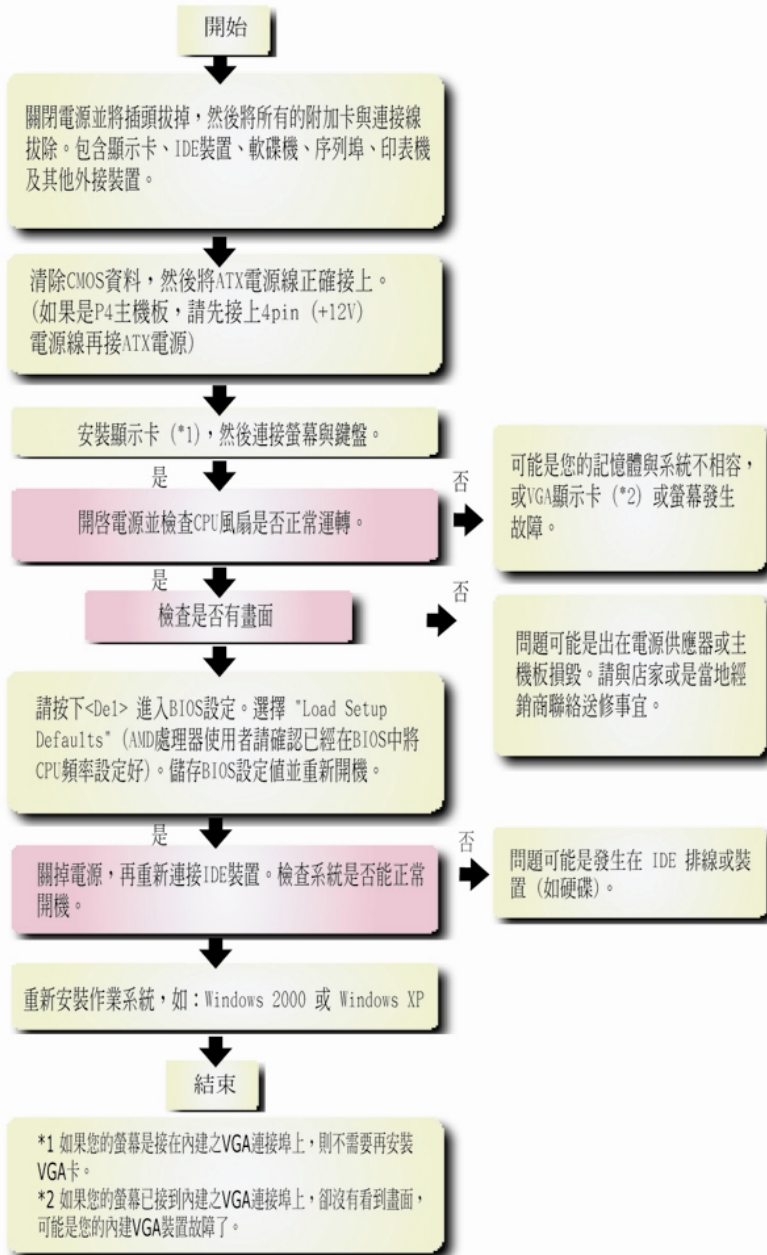 開始
關閉電源並將插頭拔掉，然後將所有的附加卡與連接線
拔除。包含顯示卡、IDE裝置、軟碟機、序列埠、印表機
及其他外接裝置。
清除CMOS資料，然後將ATX電源線正確接上。
(如果是P4主機板，請先接上4pin (+12V)
電源線再接ATX電源)
安裝顯示卡 (*1)，然後連接螢幕與鍵盤。
是
否
開啓電源並檢查CPU風扇是否正常運轉。
可能是您的記憶體與系統不相容，
或VGA顯示卡 (*2) 或螢幕發生
故障。
是
否
檢查是否有畫面
問題可能是出在電源供應器或主
機板損毀。請與店家或是當地經
銷商聯絡送修事宜。
請按下<Del> 進入BIOS設定。選擇 "Load Setup
Defaults" (AMD處理器使用者請確認已經在BIOS中將
CPU頻率設定好)。儲存BIOS設定值並重新開機。
是
否
關掉電源，再重新連接IDE裝置。檢查系統是否能正常
開機。
問題可能是發生在 IDE 排線或裝
置 (如硬碟)。
重新安裝作業系統，如：Windows 2000 或 Windows XP
結束
*1 如果您的螢幕是接在內建之VGA連接埠上，則不需要再安裝
VGA卡。
*2 如果您的螢幕已接到內建之VGA連接埠上，卻沒有看到畫面，
可能是您的內建VGA裝置故障了。